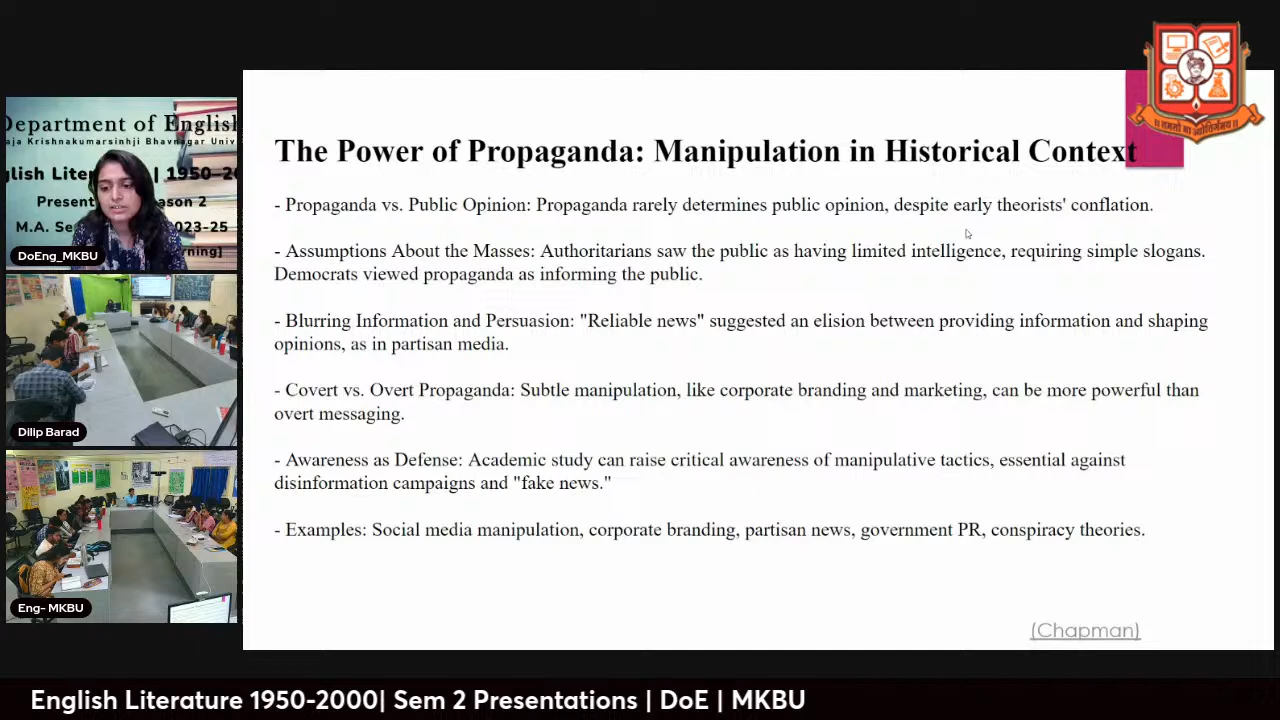 Department of English
aja Krishnakumarsinhji Bhavnagar Univ
DoEng_MKBU
Dilip Barad
Eng- MKBU
The Power of Propaganda: Manipulation in Historical Context
- Propaganda vs. Public Opinion: Propaganda rarely determines public opinion, despite early theorists' conflation.
- Assumptions About the Masses: Authoritarians saw the public as having limited intelligence, requiring simple slogans.
Democrats viewed propaganda as informing the public.
- Blurring Information and Persuasion: "Reliable news" suggested an elision between providing information and shaping
opinions, as in partisan media.
- Covert vs. Overt Propaganda: Subtle manipulation, like corporate branding and marketing, can be more powerful than
overt messaging.
- Awareness as Defense: Academic study can raise critical awareness of manipulative tactics, essential against
disinformation campaigns and "fake news."
- Examples: Social media manipulation, corporate branding, partisan news, government PR, conspiracy theories.
(Chapman)
English Literature 1950-2000| Sem 2 Presentations | DoE | MKBU